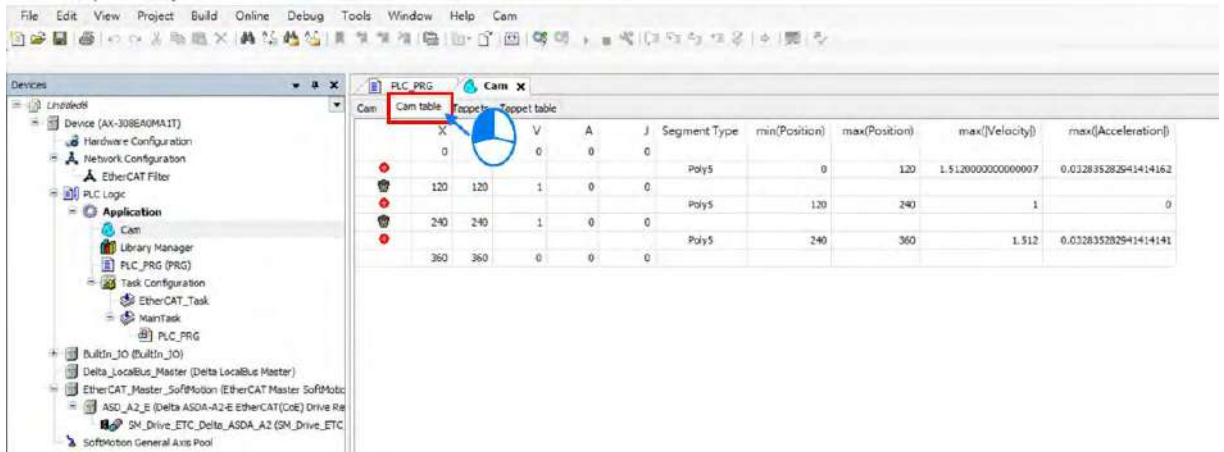 File Edit View Project Build Online Debug Tools Window Help Cam
Devices
PLC_PRG Cam
Cam Cam table Tappets Tappet table
Device (AX-308EA0MA1T)
Hardware Configuration
Network Configuration
EtherCAT Filter
PLC Logic
Application
Cam
Library Manager
PLC_PRG (PRG)
Task Configuration
EtherCAT_Task
MainTask
PLC_PRG
BuiltIn_IO (BuiltIn_IO)
Delta_LocalBus_Master (Delta LocalBus Master)
EtherCAT_Master_SoftMotion (EtherCAT Master SoftMotio
ASD_A2_E (Delta ASDA-A2-E EtherCAT(CoE) Drive Re
SM_Drive_ETC_Delta_ASDA_A2 (SM_Drive_ETC
SoftMotion General Axis Pool
X V A J Segment Type min(Position) max(Position) max(|Velocity|) max(|Acceleration|)
0 0 0 0
Poly5 0 120 1.5120000000000007 0.032835282941414162
120 120 1 0 0
Poly5 120 240 1 0
240 240 1 0 0
Poly5 240 360 1.512 0.032835282941414141
360 360 0 0 0